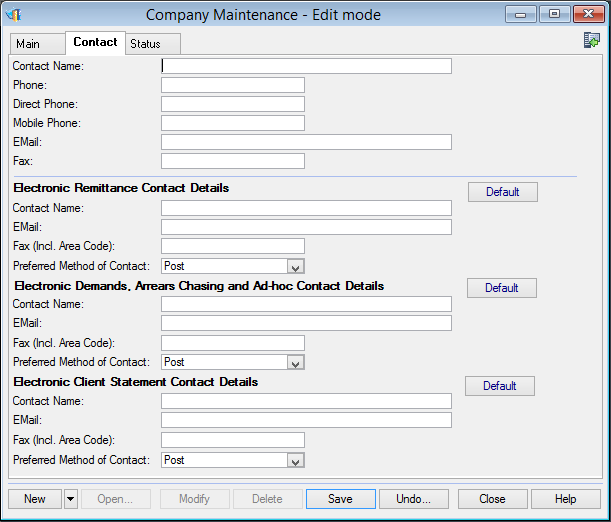 Company Maintenance - Edit mode
Main Contact Status
Contact Name:
Phone:
Direct Phone:
Mobile Phone:
EMail:
Fax:
Electronic Remittance Contact Details Default
Contact Name:
EMail:
Fax (Incl. Area Code):
Preferred Method of Contact: Post
Electronic Demands, Arrears Chasing and Ad-hoc Contact Details Default
Contact Name:
EMail:
Fax (Incl. Area Code):
Preferred Method of Contact: Post
Electronic Client Statement Contact Details Default
Contact Name:
EMail:
Fax (Incl. Area Code):
Preferred Method of Contact: Post
New Open... Modify Delete Save Undo... Close Help